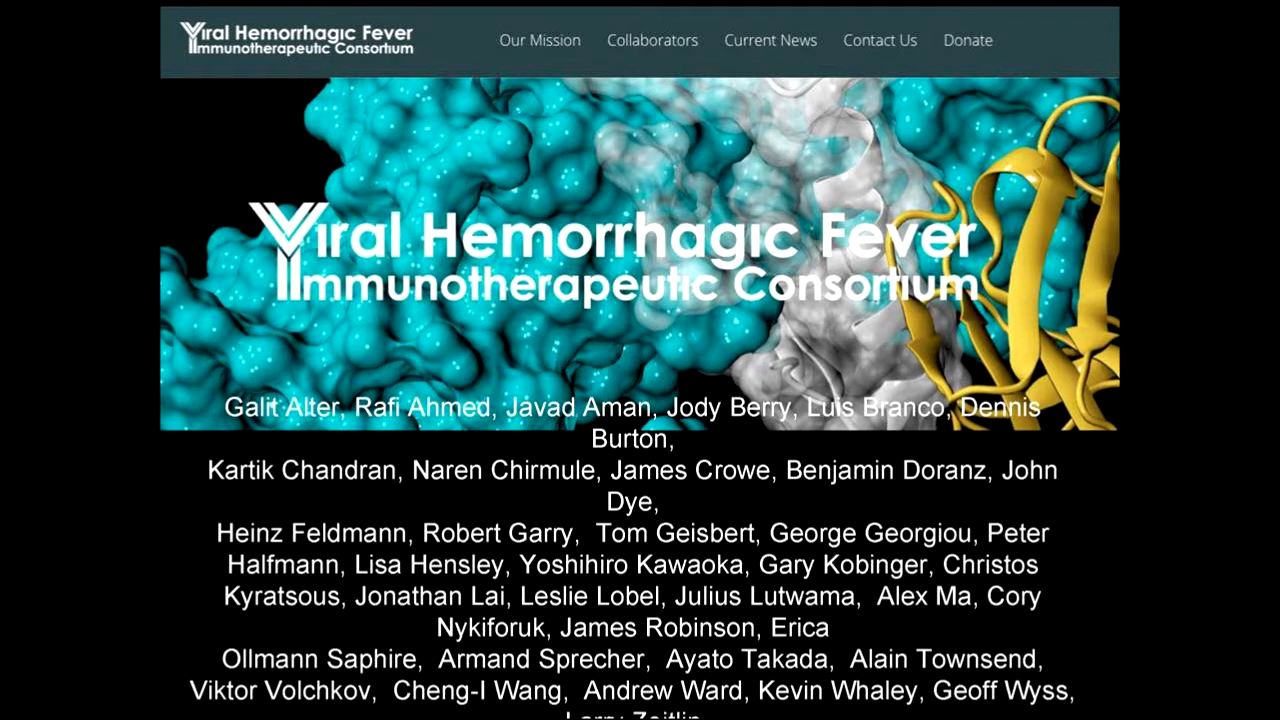 Viral Hemorrhagic Fever
Immunotherapeutic Consortium
Our Mission Collaborators Current News Contact Us Donate
Viral Hemorrhagic Fever
Immunotherapeutic Consortium
Galit Alter, Rafi Ahmed, Javad Aman, Jody Berry, Luis Branco, Dennis
Burton,
Kartik Chandran, Naren Chirmule, James Crowe, Benjamin Doranz, John
Dye,
Heinz Feldmann, Robert Garry, Tom Geisbert, George Georgiou, Peter
Halfmann, Lisa Hensley, Yoshihiro Kawaoka, Gary Kobinger, Christos
Kyratsous, Jonathan Lai, Leslie Lobel, Julius Lutwama, Alex Ma, Cory
Nykiforuk, James Robinson, Erica
Ollmann Saphire, Armand Sprecher, Ayato Takada, Alain Townsend,
Viktor Volchkov, Cheng-I Wang, Andrew Ward, Kevin Whaley, Geoff Wyss,
Larry Zeitlin